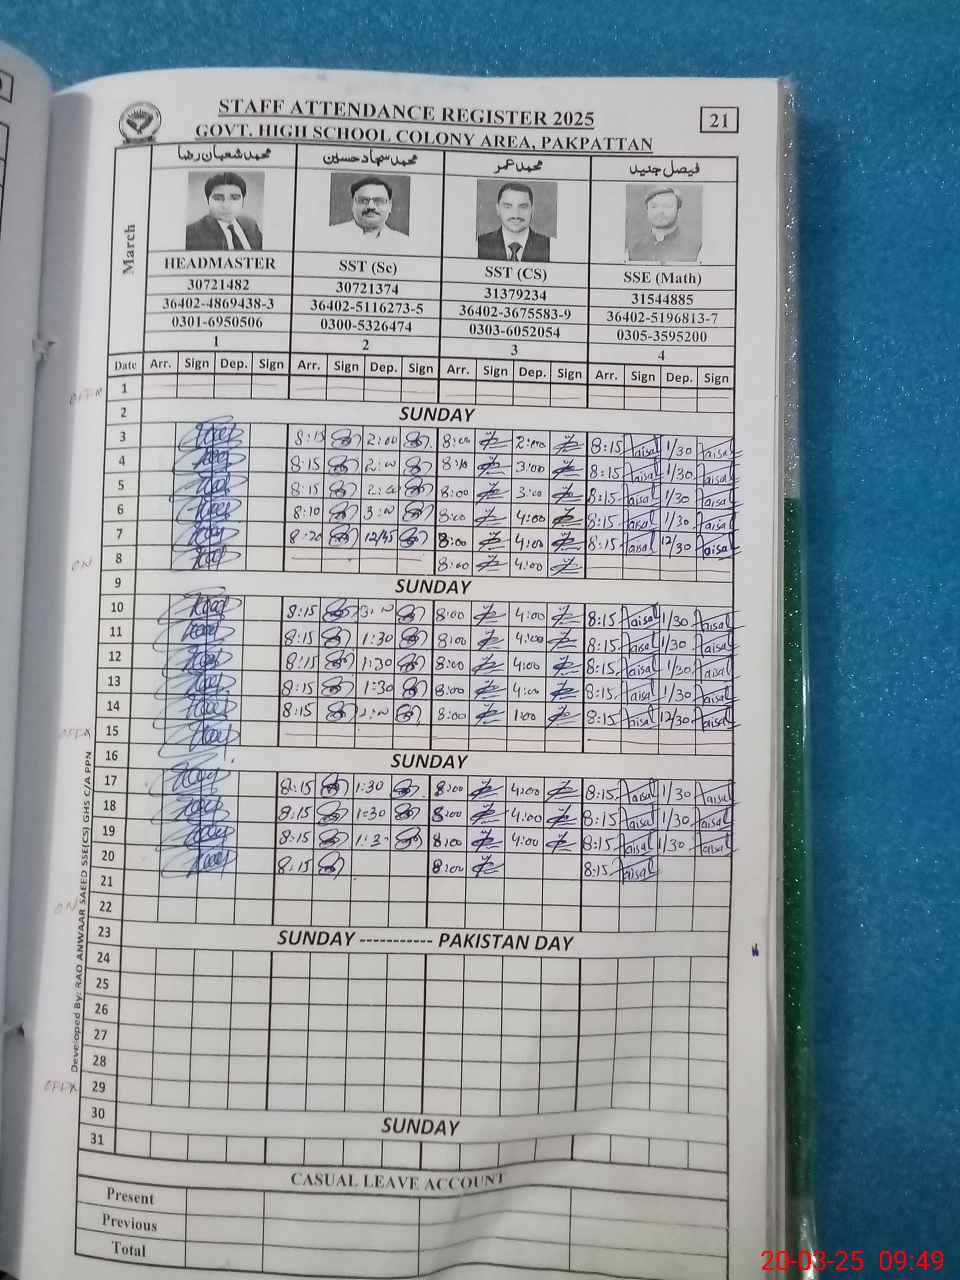 STAFF ATTENDANCE REGISTER 2025
21
GOVT. HIGH SCHOOL COLONY AREA, PAKPATTAN
محمد شعبان رضا محمد سجاد حسین محمد عمر فیصل جنید
March
HEADMASTER SST (Sc) SST (CS) SSE (Math)
30721482 30721374 31379234 31544885
36402-4869438-3 36402-5116273-5 36402-3675583-9 36402-5196813-7
0301-6950506 0300-5326474 0303-6052054 0305-3595200
1 2 3 4
Date Arr. Sign Dep. Sign Arr. Sign Dep. Sign Arr. Sign Dep. Sign Arr. Sign Dep. Sign
1
2 SUNDAY
3 8:15 2:00 8:00 2:00 8:15 faisal 1/30 faisal
4 8:15 2:00 3:00 8:15 faisal 1/30 faisal
5 8:15 2:00 8:00 3:00 8:15 faisal 1/30 faisal
6 8:10 3:00 8:00 4:00 8:15 faisal 1/30 faisal
7 8:20 12/45 8:00 4:00 8:15 faisal 12/30 faisal
ON 8 8:00 4:00
9 SUNDAY
10 8:15 3:00 8:00 4:00 8:15 faisal 1/30 faisal
11 8:15 1:30 8:00 4:00 8:15 faisal 1/30 faisal
12 8:15 1:30 8:00 4:00 8:15 faisal 1/30 faisal
13 8:15 1:30 8:00 4:00 8:15 faisal 1/30 faisal
14 8:15 8:00 1:00 8:15 faisal 12/30 faisal
15
16 SUNDAY
17 8:15 1:30 8:00 4:00 8:15 faisal 1/30 faisal
18 8:15 1:30 8:00 4:00 8:15 faisal 1/30 faisal
19 8:15 1:30 8:00 4:00 8:15 faisal 1/30 faisal
20 8:15 8:00 8:15 faisal
21
ON 22
23 SUNDAY ----------- PAKISTAN DAY
24
25
26
27
28
29
30 SUNDAY
31
CASUAL LEAVE ACCOUNT
Present
Previous
Total
Developed By: RAO ANWAAR SAEED SSE(CS) GHS C/A PPN
20-03-25 09:49